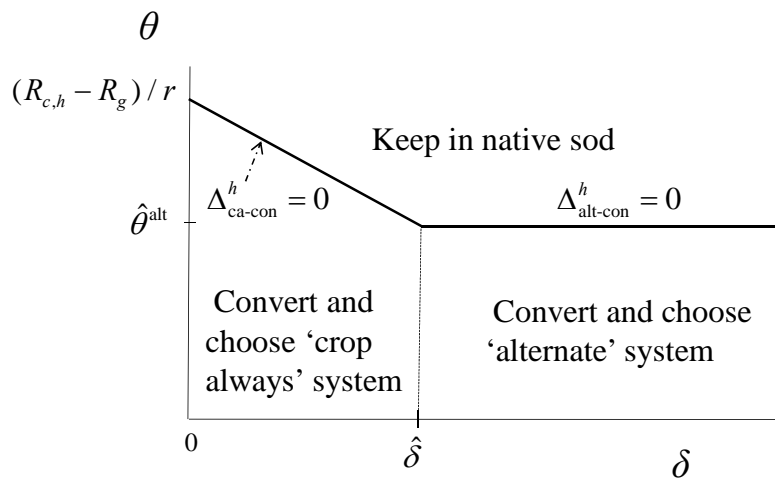 θ
(R_{c,h} − R_g) / r
Keep in native sod
Δ^h_{ca-con} = 0
Δ^h_{alt-con} = 0
θ̂^{alt}
Convert and
choose ‘crop
always’ system
Convert and choose
‘alternate’ system
0
δ̂
δ